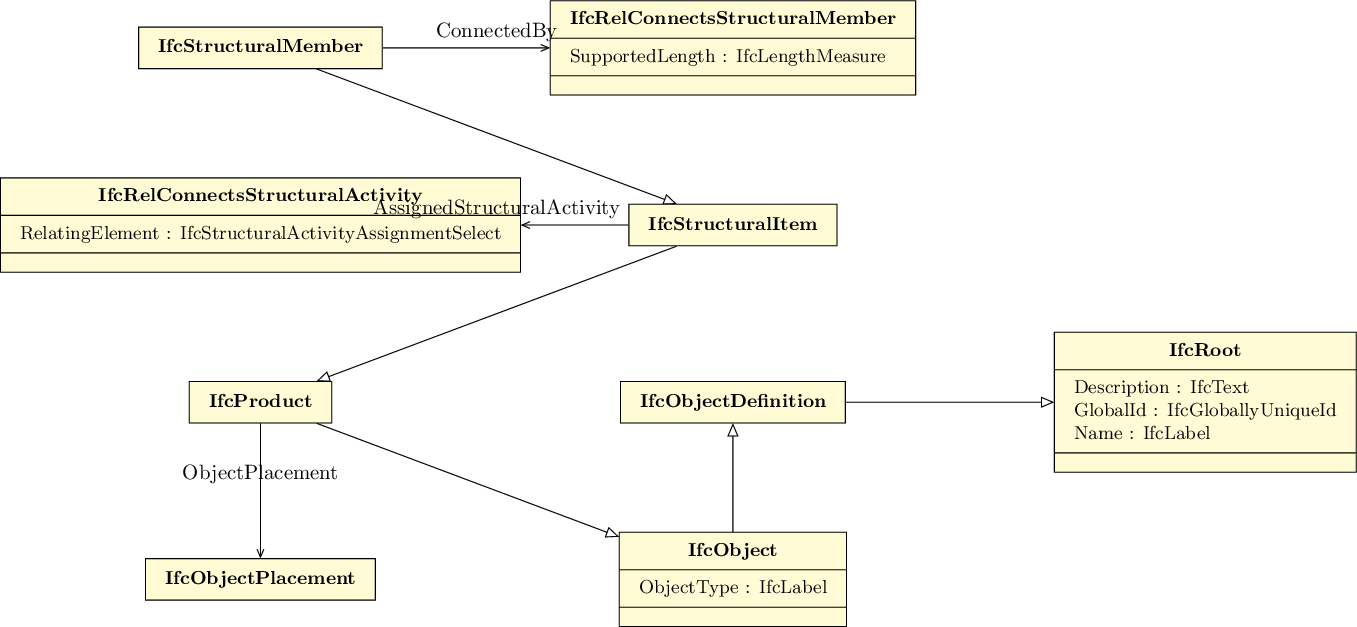 IfcRelConnectsStructuralMember
IfcStructuralMember
ConnectedBy
SupportedLength : IfcLengthMeasure
IfcRelConnectsStructuralActivity
AssignedStructuralActivity
RelatingElement : IfcStructuralActivityAssignmentSelect
IfcStructuralItem
IfcRoot
Description : IfcText
GlobalId : IfcGloballyUniqueId
Name : IfcLabel
IfcProduct
IfcObjectDefinition
ObjectPlacement
IfcObject
ObjectType : IfcLabel
IfcObjectPlacement